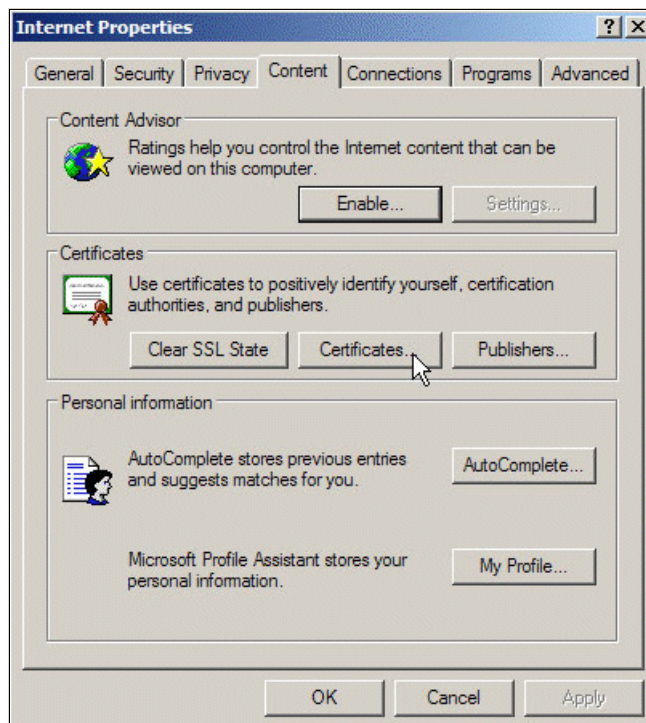 Internet Properties
General Security Privacy Content Connections Programs Advanced
Content Advisor
Ratings help you control the Internet content that can be
viewed on this computer.
Enable... Settings...
Certificates
Use certificates to positively identify yourself, certification
authorities, and publishers.
Clear SSL State Certificates... Publishers...
Personal information
AutoComplete stores previous entries
and suggests matches for you.
AutoComplete...
Microsoft Profile Assistant stores your
personal information.
My Profile...
OK Cancel Apply